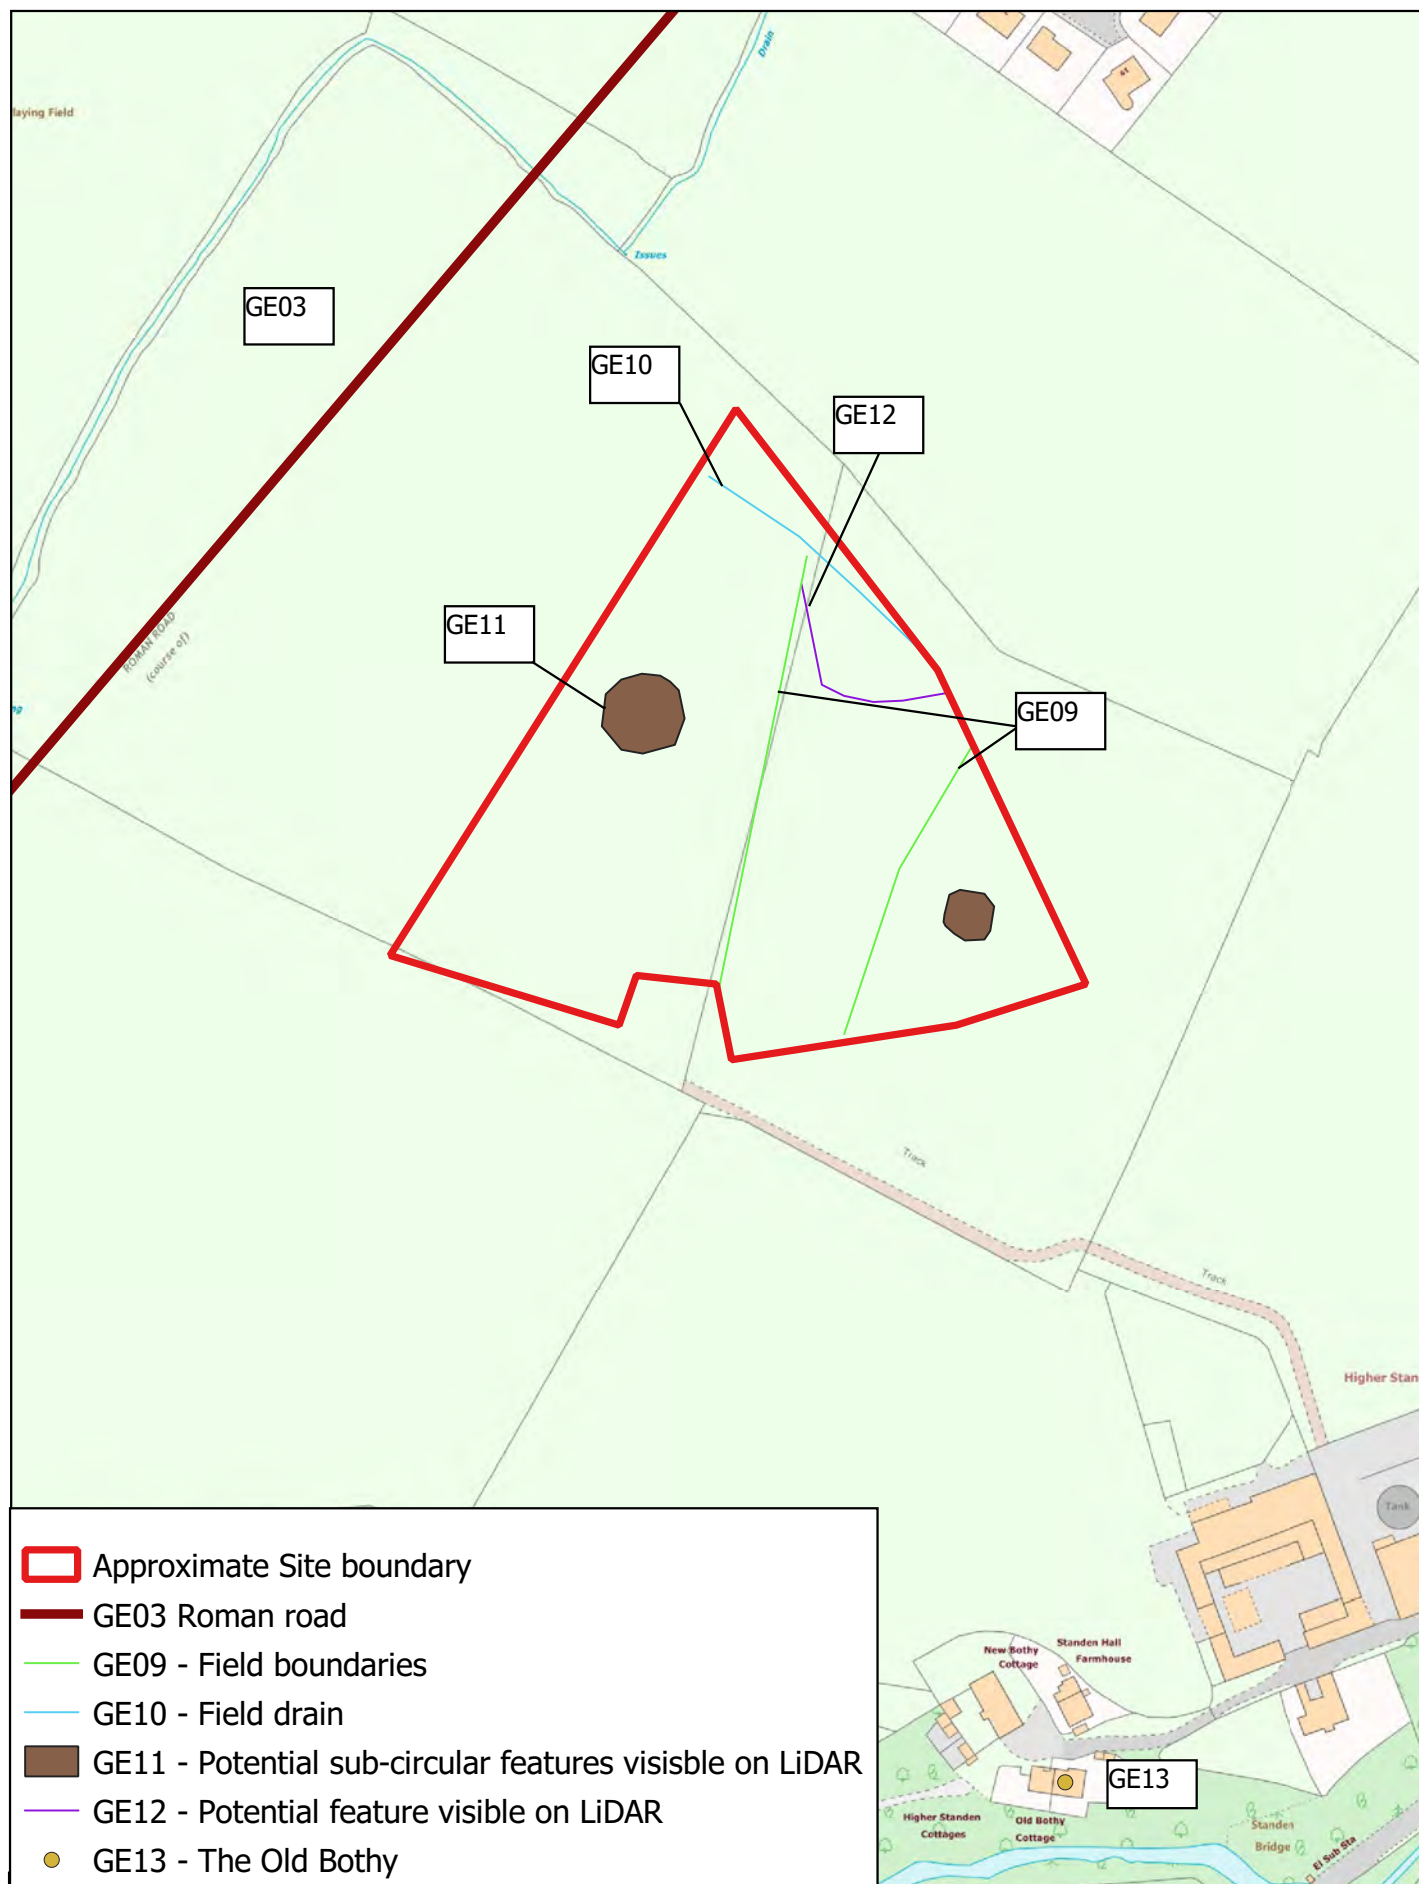 Drain
41
laying Field
Issues
GE03
GE10
GE12
GE11
ROMAN ROAD
(course of)
GE09
Track
Track
Higher Stan
Tank
Approximate Site boundary
GE03 Roman road
GE09 - Field boundaries
GE10 - Field drain
GE11 - Potential sub-circular features visisble on LiDAR
GE12 - Potential feature visible on LiDAR
GE13 - The Old Bothy
New Bothy
Cottage
Standen Hall
Farmhouse
GE13
Higher Standen
Cottages
Old Bothy
Cottage
Standen
Bridge
El Sub Sta